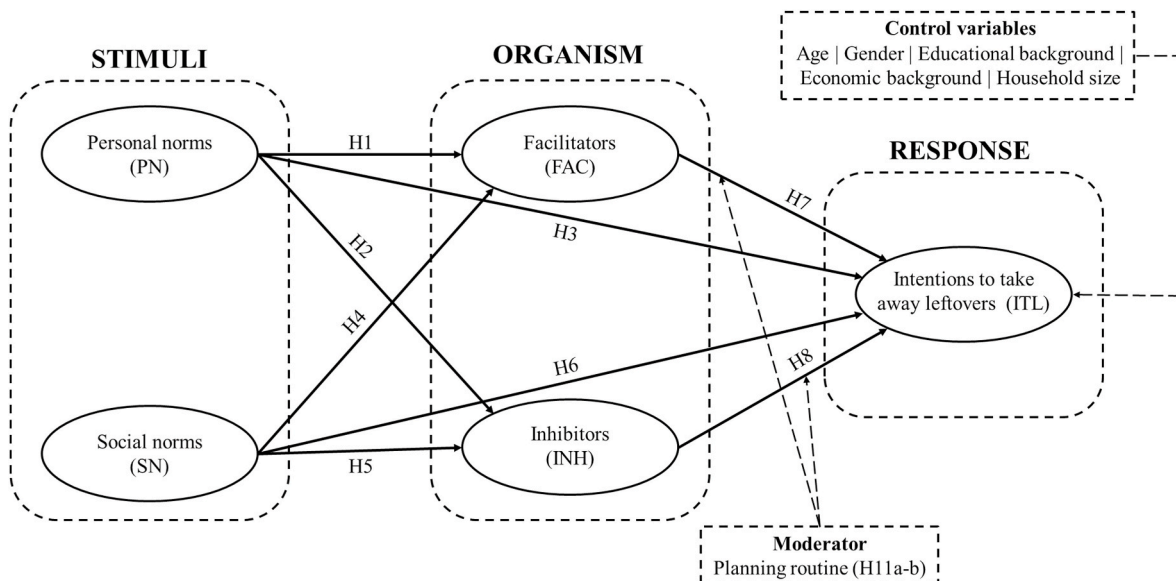 Control variables
Age | Gender | Educational background |
Economic background | Household size
STIMULI
ORGANISM
RESPONSE
Personal norms
(PN)
H1
Facilitators
(FAC)
H7
H3
H2
H4
Intentions to take
away leftovers (ITL)
H6
H8
Social norms
(SN)
H5
Inhibitors
(INH)
Moderator
Planning routine (H11a-b)